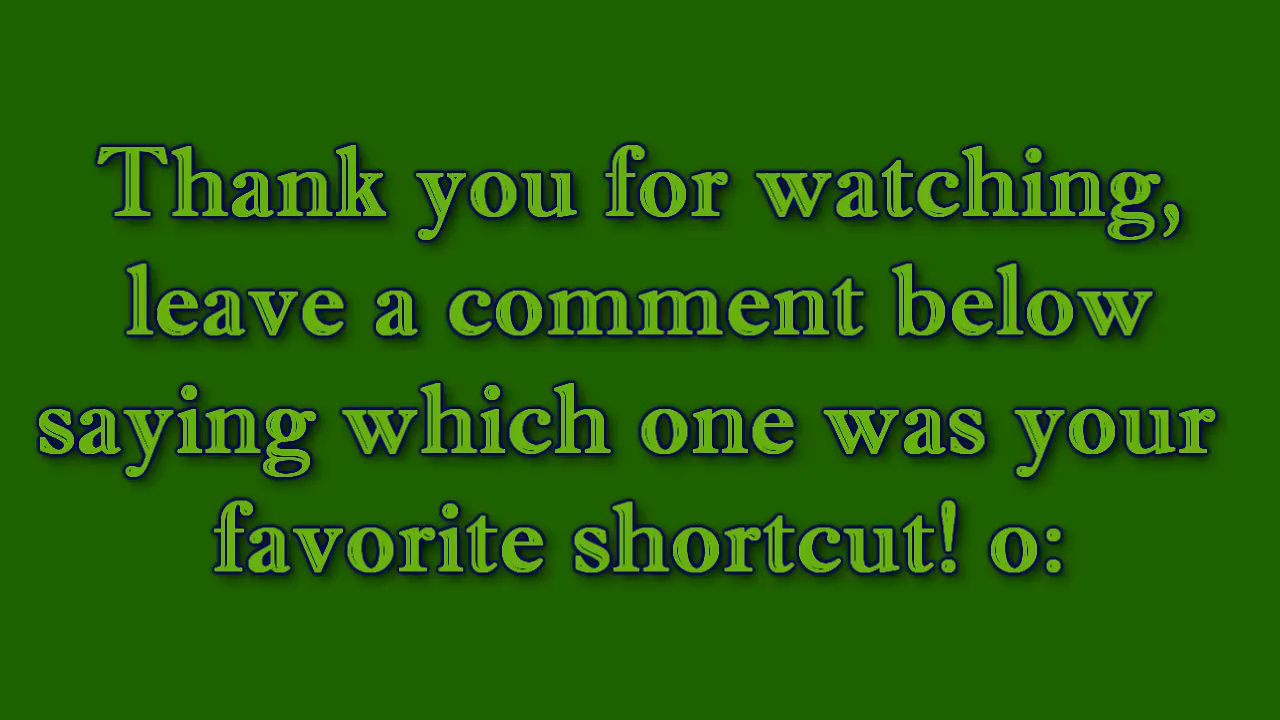 Thank you for watching,
leave a comment below
saying which one was your
favorite shortcut! o: